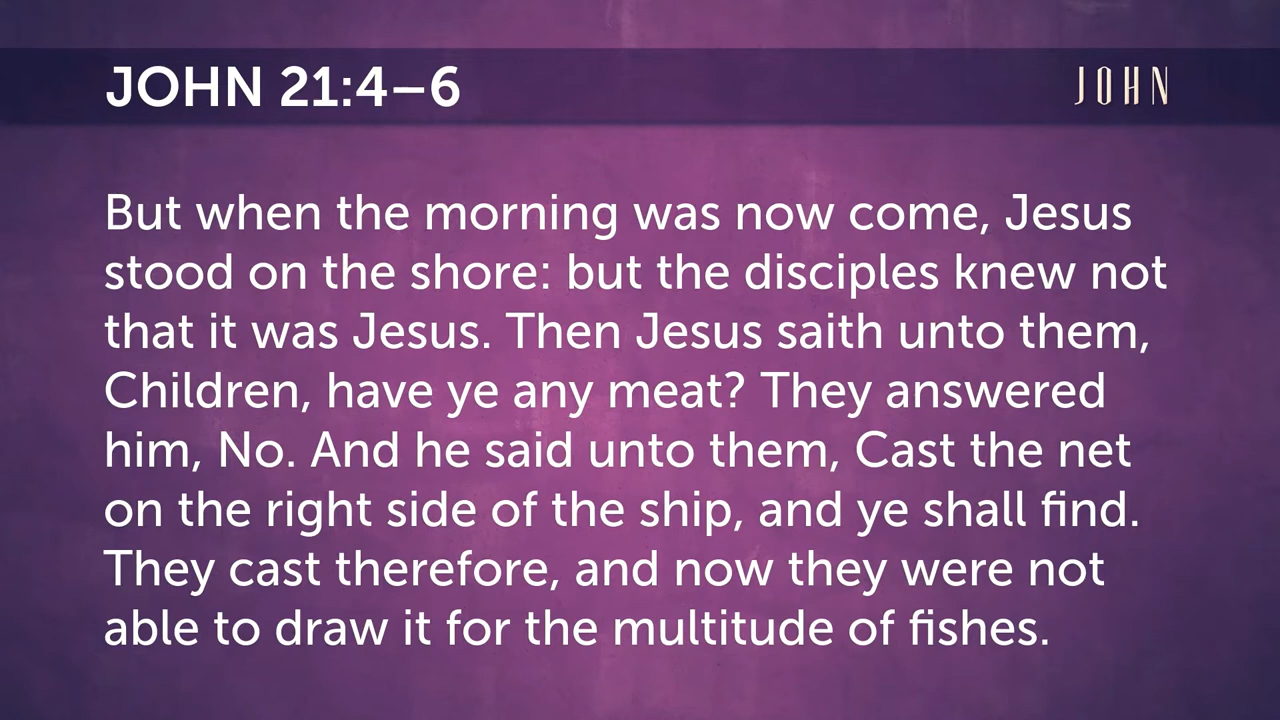 JOHN 21:4–6
JOHN
But when the morning was now come, Jesus
stood on the shore: but the disciples knew not
that it was Jesus. Then Jesus saith unto them,
Children, have ye any meat? They answered
him, No. And he said unto them, Cast the net
on the right side of the ship, and ye shall find.
They cast therefore, and now they were not
able to draw it for the multitude of fishes.